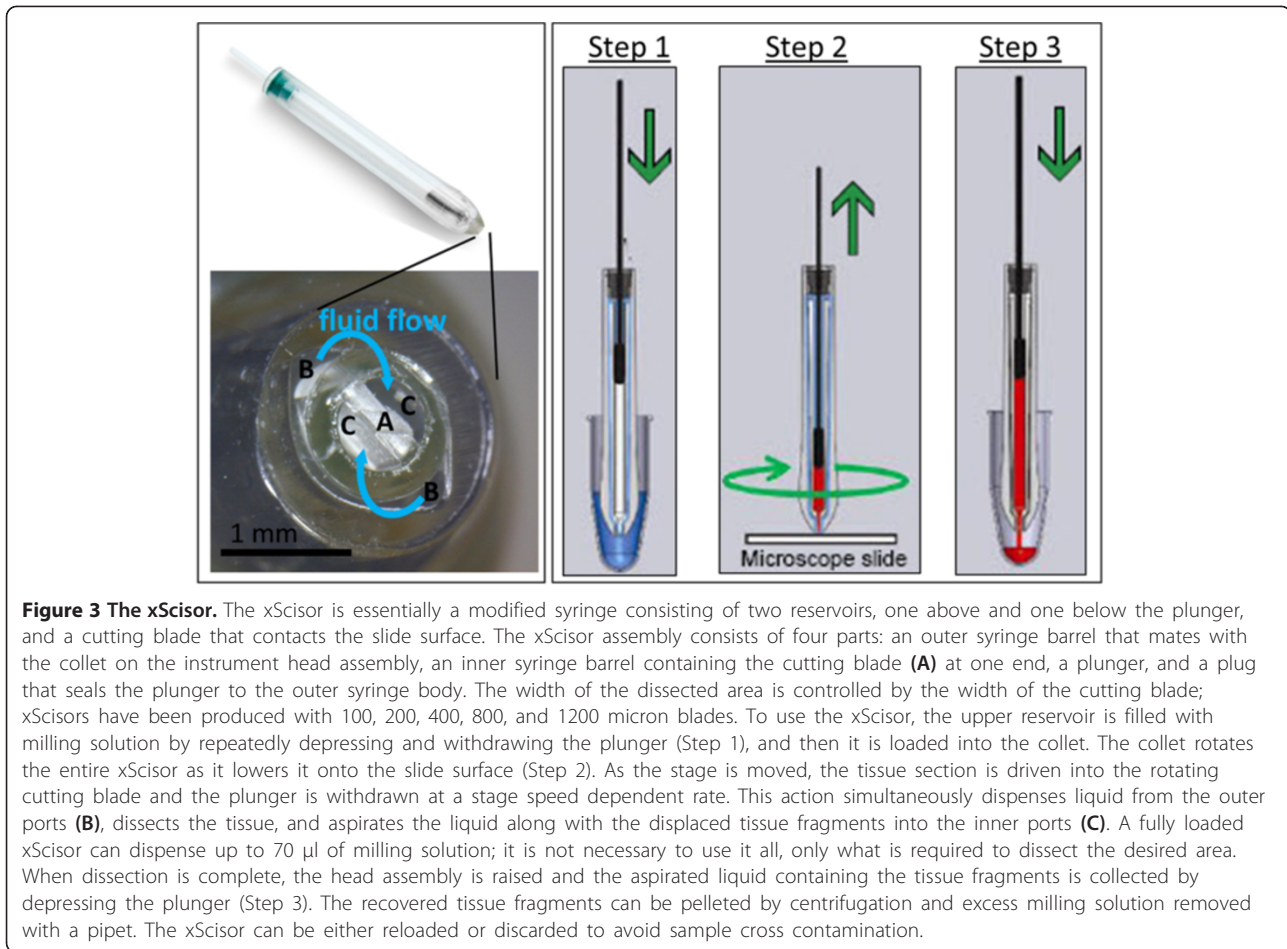 Step 1
Step 2
Step 3
fluid flow
B
C
A
C
B
1 mm
Microscope slide
Figure 3 The xScisor. The xScisor is essentially a modified syringe consisting of two reservoirs, one above and one below the plunger,
and a cutting blade that contacts the slide surface. The xScisor assembly consists of four parts: an outer syringe barrel that mates with
the collet on the instrument head assembly, an inner syringe barrel containing the cutting blade (A) at one end, a plunger, and a plug
that seals the plunger to the outer syringe body. The width of the dissected area is controlled by the width of the cutting blade;
xScisors have been produced with 100, 200, 400, 800, and 1200 micron blades. To use the xScisor, the upper reservoir is filled with
milling solution by repeatedly depressing and withdrawing the plunger (Step 1), and then it is loaded into the collet. The collet rotates
the entire xScisor as it lowers it onto the slide surface (Step 2). As the stage is moved, the tissue section is driven into the rotating
cutting blade and the plunger is withdrawn at a stage speed dependent rate. This action simultaneously dispenses liquid from the outer
ports (B), dissects the tissue, and aspirates the liquid along with the displaced tissue fragments into the inner ports (C). A fully loaded
xScisor can dispense up to 70 μl of milling solution; it is not necessary to use it all, only what is required to dissect the desired area.
When dissection is complete, the head assembly is raised and the aspirated liquid containing the tissue fragments is collected by
depressing the plunger (Step 3). The recovered tissue fragments can be pelleted by centrifugation and excess milling solution removed
with a pipet. The xScisor can be either reloaded or discarded to avoid sample cross contamination.